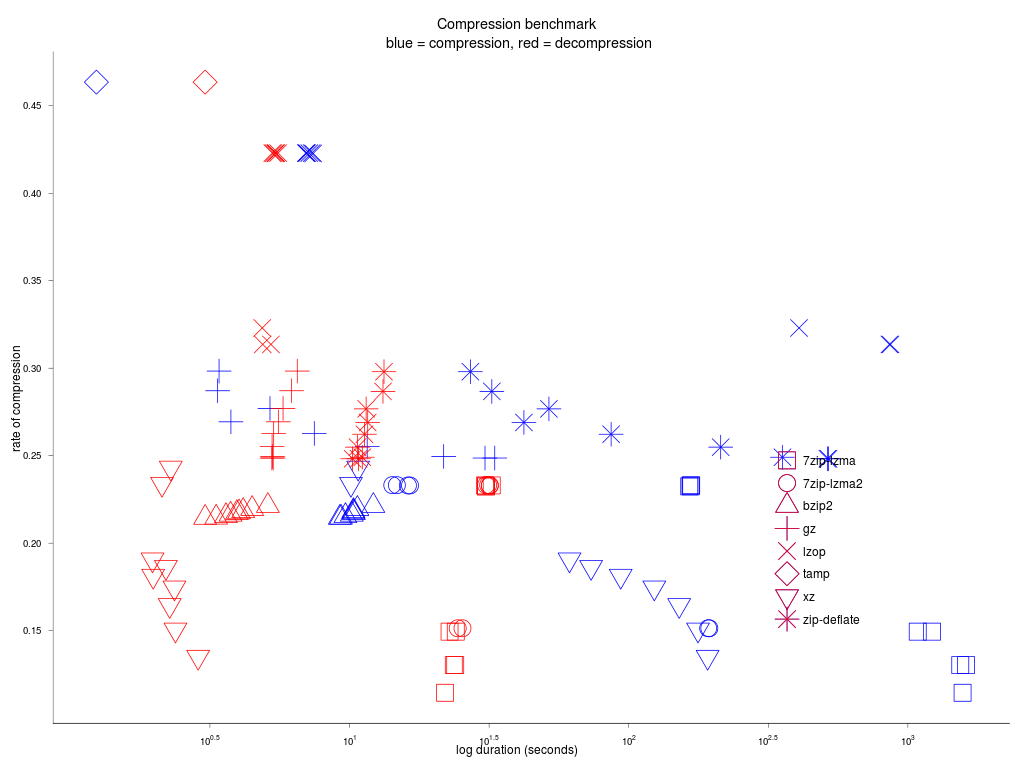 Compression benchmark
blue = compression, red = decompression
rate of compression
0.45
0.40
0.35
0.30
0.25
0.20
0.15
7zip-lzma
7zip-lzma2
bzip2
gz
lzop
tamp
xz
zip-deflate
10^0.5
10^1
10^1.5
10^2
10^2.5
10^3
log duration (seconds)